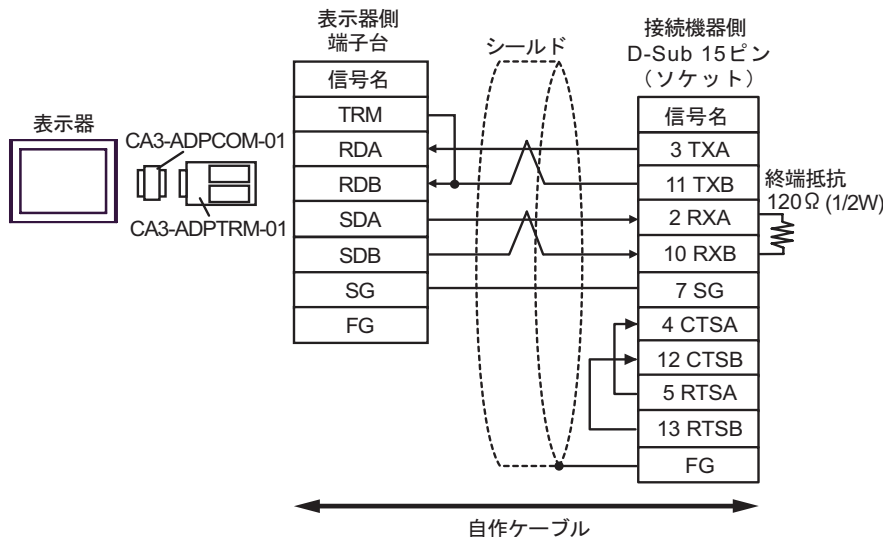 表示器
CA3-ADPCOM-01
CA3-ADPTRM-01
表示器側
端子台
信号名
TRM
RDA
RDB
SDA
SDB
SG
FG
シールド
接続機器側
D-Sub 15ピン
(ソケット)
信号名
3 TXA
11 TXB
2 RXA
10 RXB
7 SG
4 CTSA
12 CTSB
5 RTSA
13 RTSB
FG
終端抵抗
120Ω (1/2W)
自作ケーブル